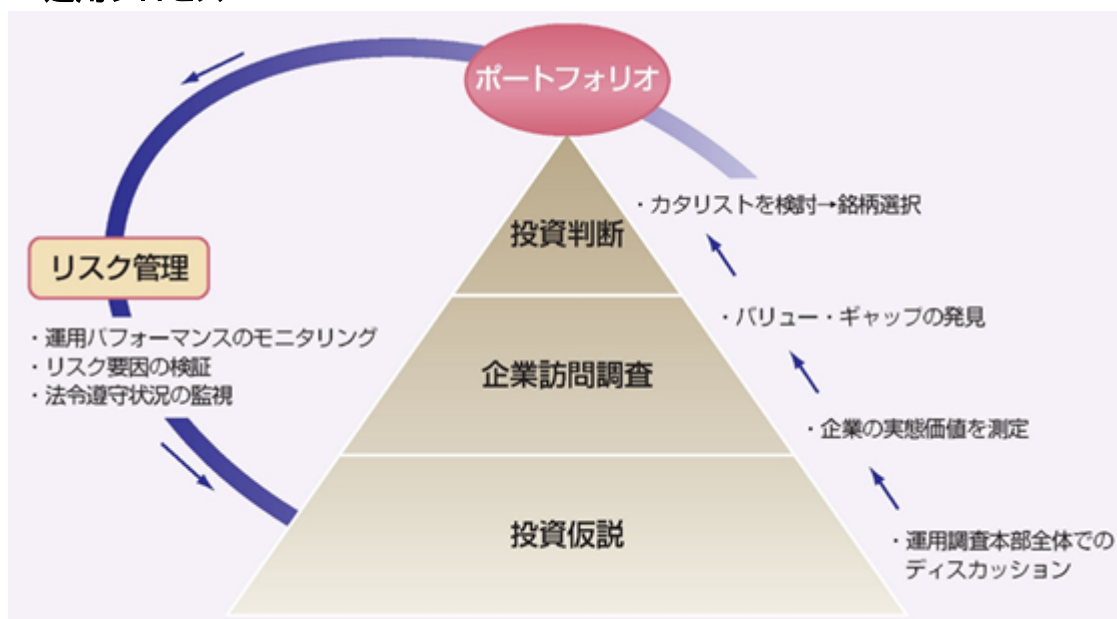 ポートフォリオ
・カタリストを検討→銘柄選択
投資判断
リスク管理
・バリュー・ギャップの発見
・運用パフォーマンスのモニタリング
・リスク要因の検証
・法令遵守状況の監視
企業訪問調査
・企業の実態価値を測定
投資仮説
・運用調査本部全体での
ディスカッション